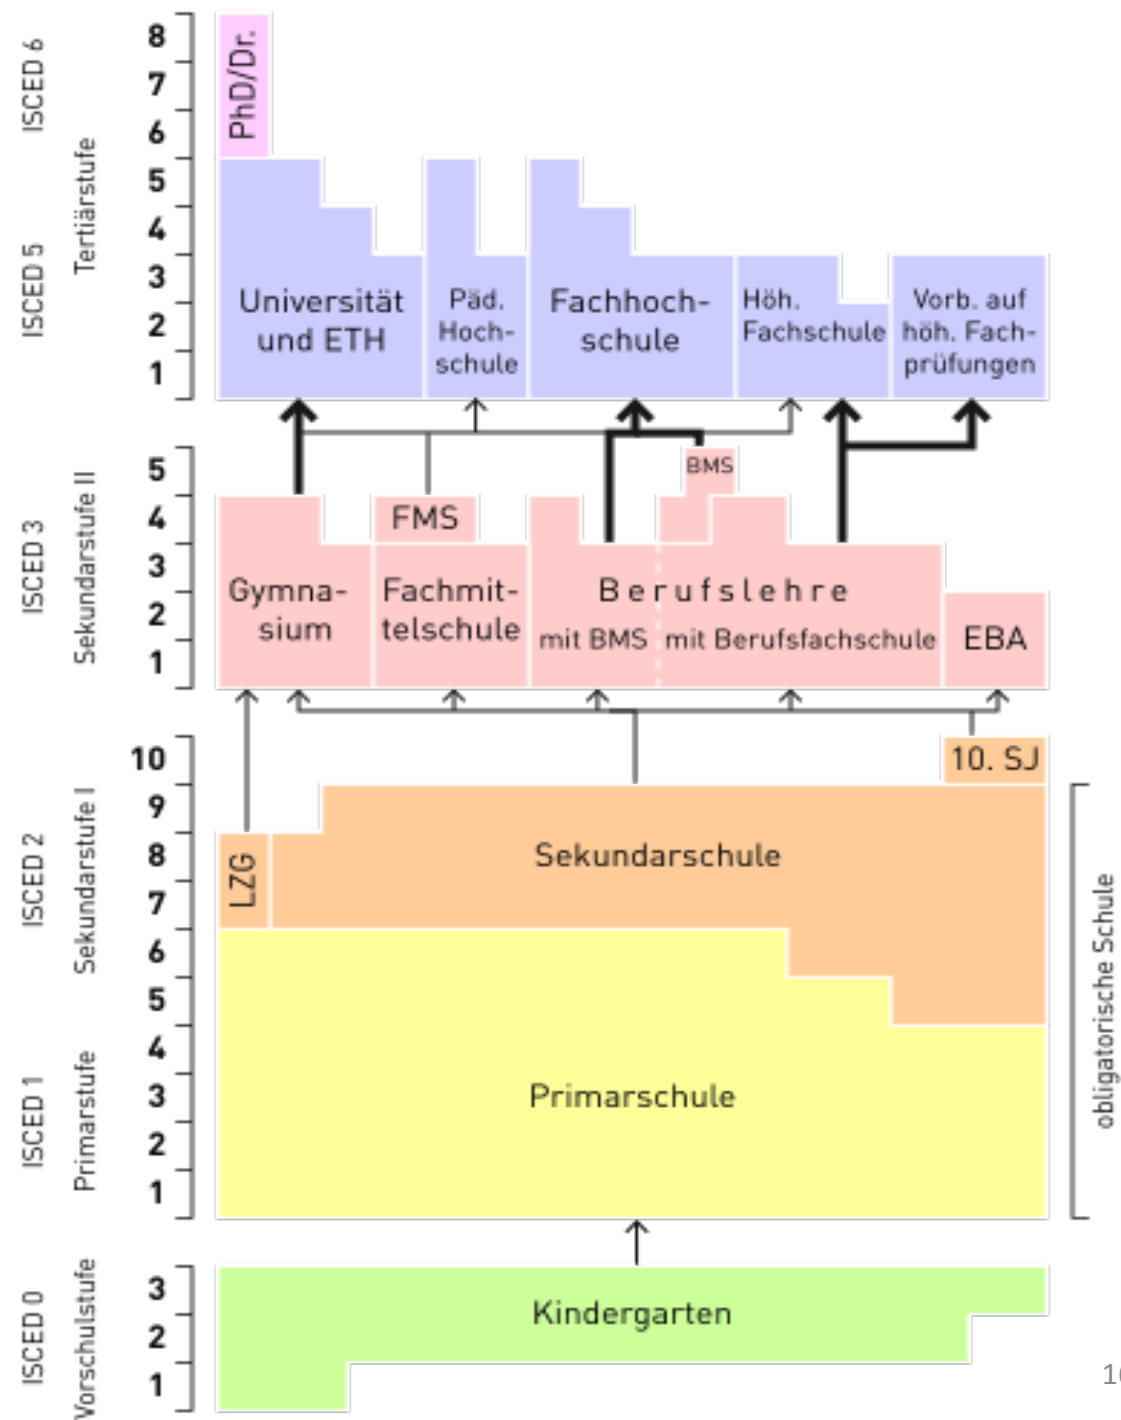 ISCED 6
ISCED 5
Tertiärstufe
8
7
6
5
4
3
2
1
PhD/Dr.
Universität
und ETH
Päd.
Hoch-
schule
Fachhoch-
schule
Höh.
Fachschule
Vorb. auf
höh. Fach-
prüfungen
ISCED 3
Sekundarstufe II
5
4
3
2
1
BMS
FMS
Gymna-
sium
Fachmit-
telschule
Berufslehre
mit BMS
mit Berufsfachschule
EBA
ISCED 2
Sekundarstufe I
ISCED 1
Primarstufe
10
9
8
7
6
5
4
3
2
1
10. SJ
LZG
Sekundarschule
Primarschule
obligatorische Schule
ISCED 0
Vorschulstufe
3
2
1
Kindergarten